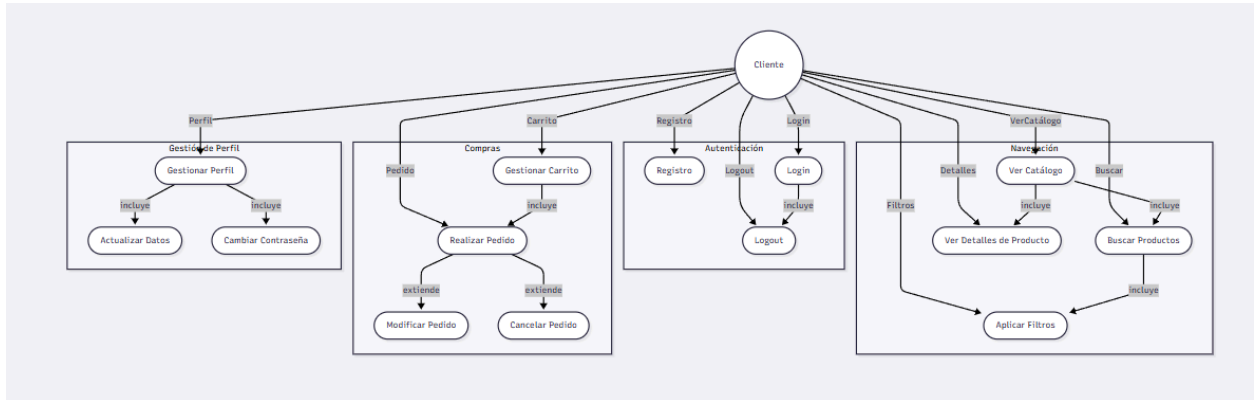 Cliente
Perfil
Carrito
Registro
Login
VerCatálogo
Gestión de Perfil
Compras
Autenticación
Navegación
Gestionar Perfil
Pedido
Gestionar Carrito
Registro
Logout
Login
Detalles
Ver Catálogo
Buscar
incluye
incluye
incluye
incluye
Filtros
incluye
incluye
Actualizar Datos
Cambiar Contraseña
Realizar Pedido
Logout
Ver Detalles de Producto
Buscar Productos
extiende
extiende
incluye
Modificar Pedido
Cancelar Pedido
Aplicar Filtros